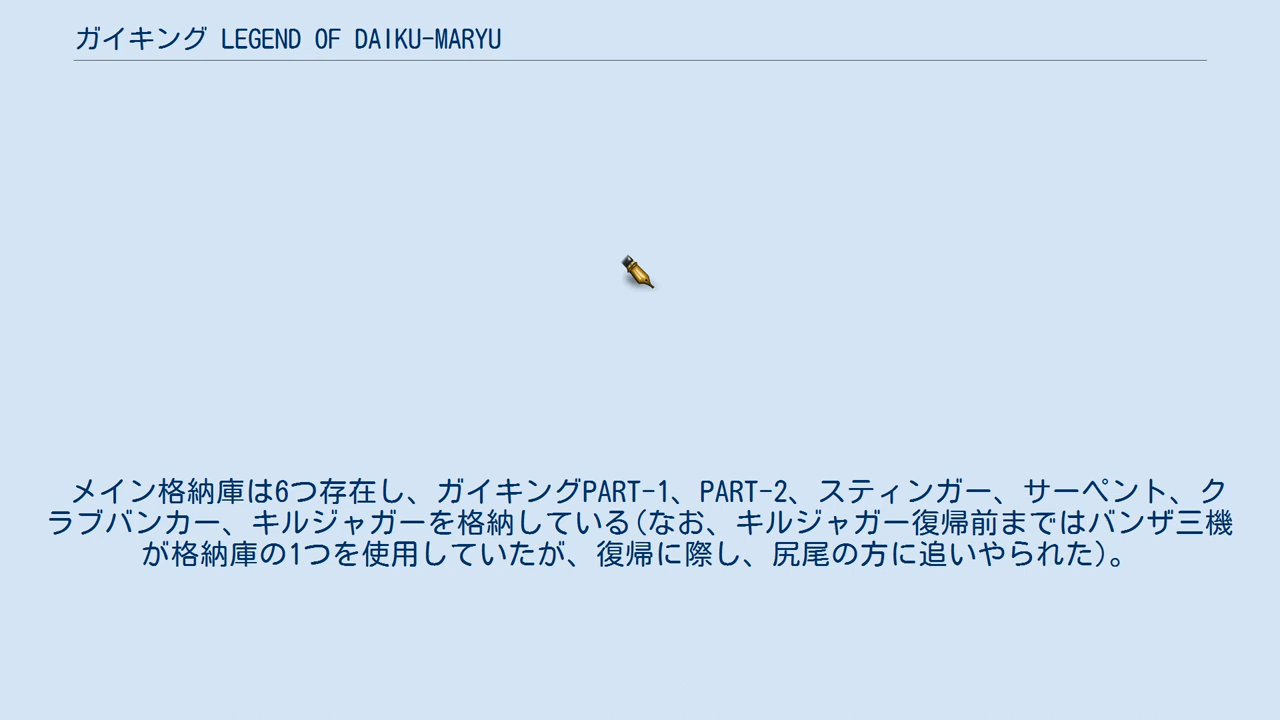 ガイキング LEGEND OF DAIKU-MARYU
メイン格納庫は6つ存在し、ガイキングPART-1、PART-2、スティンガー、サーペント、ク
ラブバンカー、キルジャガーを格納している(なお、キルジャガー復帰前まではバンザ三機
が格納庫の1つを使用していたが、復帰に際し、尻尾の方に追いやられた)。